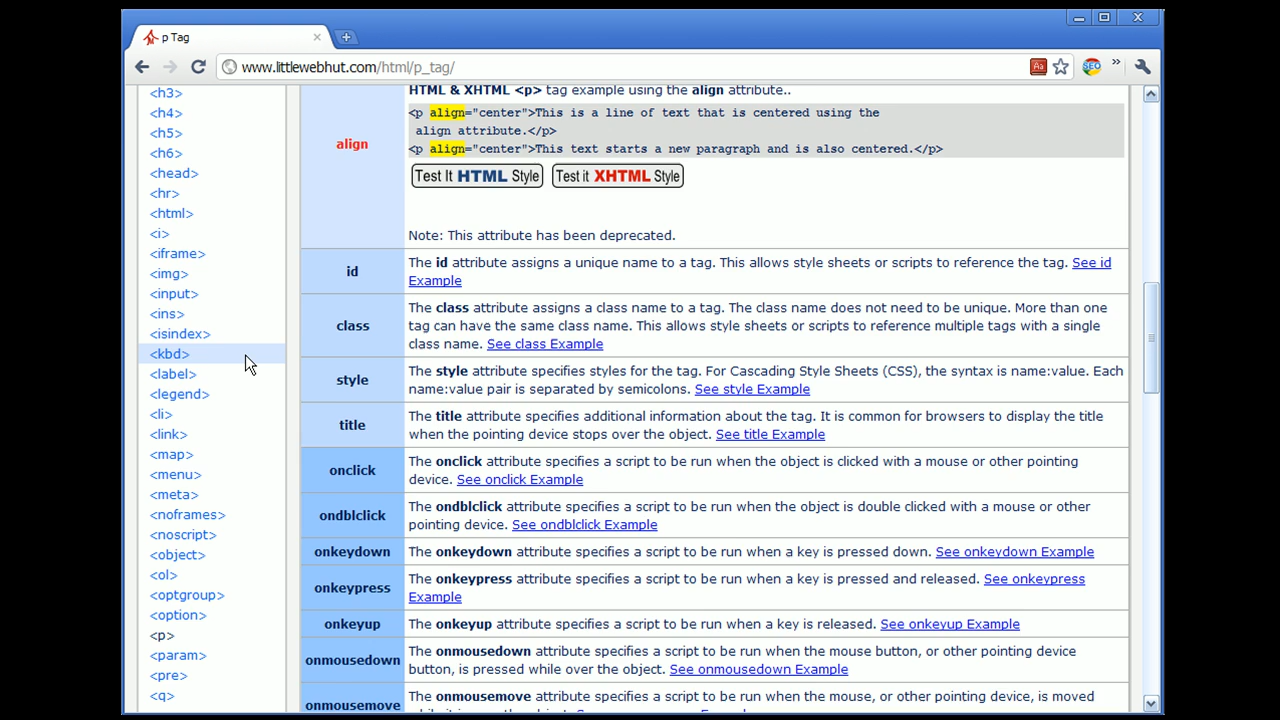 p Tag
www.littlewebhut.com/html/p_tag/
<h3>
<h4>
<h5>
<h6>
<head>
<hr>
<html>
<i>
<iframe>
<img>
<input>
<ins>
<isindex>
<kbd>
<label>
<legend>
<li>
<link>
<map>
<menu>
<meta>
<noframes>
<noscript>
<object>
<ol>
<optgroup>
<option>
<p>
<param>
<pre>
<q>
HTML & XHTML <p> tag example using the align attribute..
<p align="center">This is a line of text that is centered using the
align attribute.</p>
<p align="center">This text starts a new paragraph and is also centered.</p>
align
Test It HTML Style Test it XHTML Style
Note: This attribute has been deprecated.
id
The id attribute assigns a unique name to a tag. This allows style sheets or scripts to reference the tag. See id
Example
class
The class attribute assigns a class name to a tag. The class name does not need to be unique. More than one
tag can have the same class name. This allows style sheets or scripts to reference multiple tags with a single
class name. See class Example
style
The style attribute specifies styles for the tag. For Cascading Style Sheets (CSS), the syntax is name:value. Each
name:value pair is separated by semicolons. See style Example
title
The title attribute specifies additional information about the tag. It is common for browsers to display the title
when the pointing device stops over the object. See title Example
onclick
The onclick attribute specifies a script to be run when the object is clicked with a mouse or other pointing
device. See onclick Example
ondblclick
The ondblclick attribute specifies a script to be run when the object is double clicked with a mouse or other
pointing device. See ondblclick Example
onkeydown
The onkeydown attribute specifies a script to be run when a key is pressed down. See onkeydown Example
onkeypress
The onkeypress attribute specifies a script to be run when a key is pressed and released. See onkeypress
Example
onkeyup
The onkeyup attribute specifies a script to be run when a key is released. See onkeyup Example
onmousedown
The onmousedown attribute specifies a script to be run when the mouse button, or other pointing device
button, is pressed while over the object. See onmousedown Example
onmousemove
The onmousemove attribute specifies a script to be run when the mouse, or other pointing device, is moved